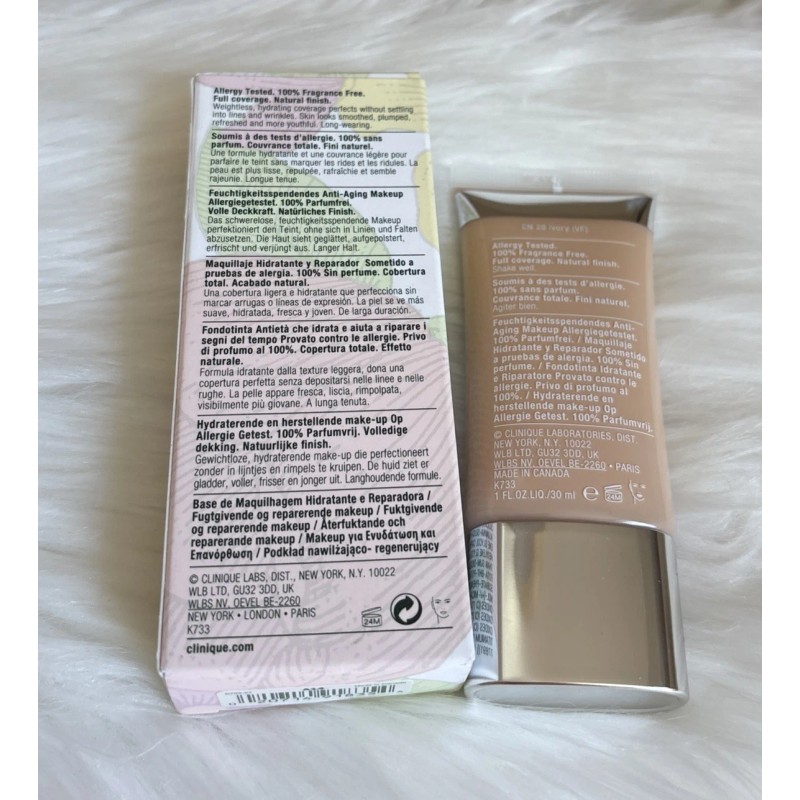 Allergy Tested. 100% Fragrance Free.
Full coverage. Natural finish.
Weightless, hydrating coverage perfects without settling
into lines and wrinkles. Skin looks smoothed, plumped,
refreshed and more youthful. Long-wearing.
Soumis à des tests d'allergie. 100% sans
parfum. Couvrance totale. Fini naturel.
Une formule hydratante et une couvrance légère pour
parfaire le teint sans marquer les rides et les ridules. La
peau est plus lisse, repulpée, rafraîchie et semble
rajeunie. Longue tenue.
Feuchtigkeitsspendendes Anti-Aging Makeup
Allergiegetestet. 100% Parfumfrei.
Volle Deckkraft. Natürliches Finish.
Das schwerelose, feuchtigkeitsspendende Makeup
perfektioniert den Teint, ohne sich in Linien und Falten
abzusetzen. Die Haut sieht geglättet, aufgepolstert,
erfrischt und verjüngt aus. Langer Halt.
Maquillaje Hidratante y Reparador Sometido a
pruebas de alergia. 100% Sin perfume. Cobertura
total. Acabado natural.
Una cobertura ligera e hidratante que perfecciona sin
marcar arrugas o líneas de expresión. La piel se ve más
suave, hidratada, fresca y joven. De larga duración.
Fondotinta Antietà che idrata e aiuta a riparare i
segni del tempo Provato contro le allergie. Privo
di profumo al 100%. Copertura totale. Effetto
naturale.
Formula idratante dalla texture leggera, dona una
copertura perfetta senza depositarsi nelle linee e nelle
rughe. La pelle appare fresca, liscia, rimpolpata,
visibilmente più giovane. A lunga tenuta.
Hydraterende en herstellende make-up Op
Allergie Getest. 100% Parfumvrij. Volledige
dekking. Natuurlijke finish.
Gewichtloze, hydraterende make-up die perfectioneert
zonder in lijntjes en rimpels te kruipen. De huid ziet er
gladder, voller, frisser en jonger uit. Langhoudende formule.
Base de Maquilhagem Hidratante e Reparadora /
Fugtgivende og reparerende makeup / Fuktgivende
og reparerende makeup / Återfuktande och
reparerande makeup / Makeup για Ενυδάτωση και
Επανόρθωση / Podkład nawilżająco- regenerujący
© CLINIQUE LABS, DIST., NEW YORK, N.Y. 10022
WLB LTD, GU32 3DD, UK
WLBS NV. OEVEL BE-2260
NEW YORK • LONDON • PARIS
K733
24M
clinique.com
CN 28 Ivory (VF)
Allergy Tested.
100% Fragrance Free.
Full coverage. Natural finish.
Shake well.
Soumis à des tests d'allergie.
100% sans parfum.
Couvrance totale. Fini naturel.
Agiter bien.
Feuchtigkeitsspendendes Anti-
Aging Makeup Allergiegetestet.
100% Parfumfrei. / Maquillaje
Hidratante y Reparador Sometido
a pruebas de alergia. 100% Sin
perfume. / Fondotinta Idratante
e Riparatore Provato contro le
allergie. Privo di profumo al
100%. / Hydraterende en
herstellende make-up Op
Allergie Getest. 100% Parfumvrij.
© CLINIQUE LABORATORIES, DIST.
NEW YORK, N.Y. 10022
WLB LTD, GU32 3DD, UK
WLBS NV. OEVEL BE-2260 • PARIS
MADE IN CANADA
K733
1 FL.OZ.LIQ./30 ml e 24M